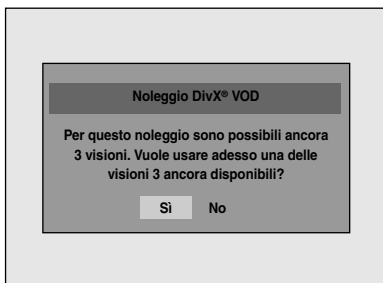 Noleggio DivX® VOD
Per questo noleggio sono possibili ancora
3 visioni. Vuole usare adesso una delle
visioni 3 ancora disponibili?
Sì No